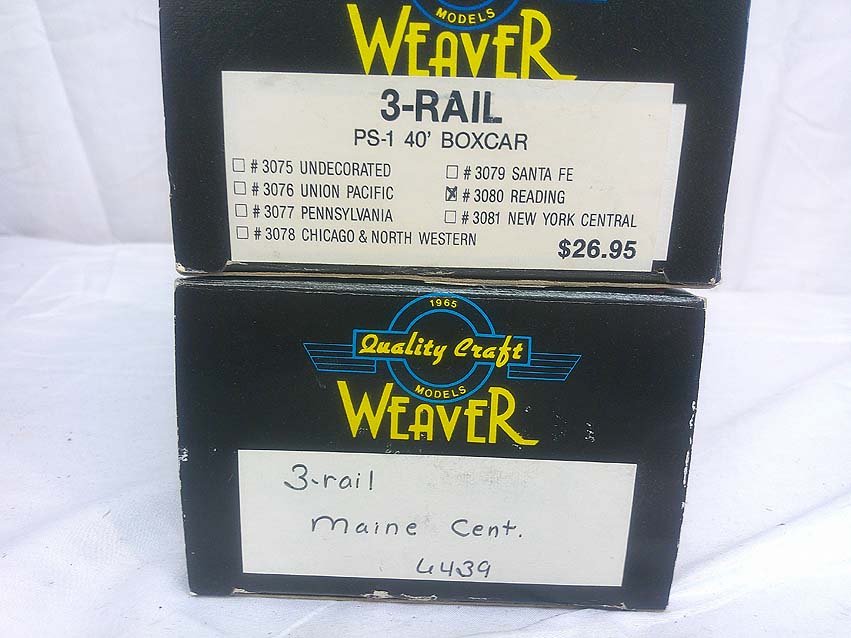 MODELS
WEAVER
3-RAIL
PS-1 40' BOXCAR
# 3075 UNDECORATED
# 3076 UNION PACIFIC
# 3077 PENNSYLVANIA
# 3078 CHICAGO & NORTH WESTERN
# 3079 SANTA FE
# 3080 READING
# 3081 NEW YORK CENTRAL
$26.95
1965
Quality Craft
MODELS
WEAVER
3-rail
Maine Cent.
6439